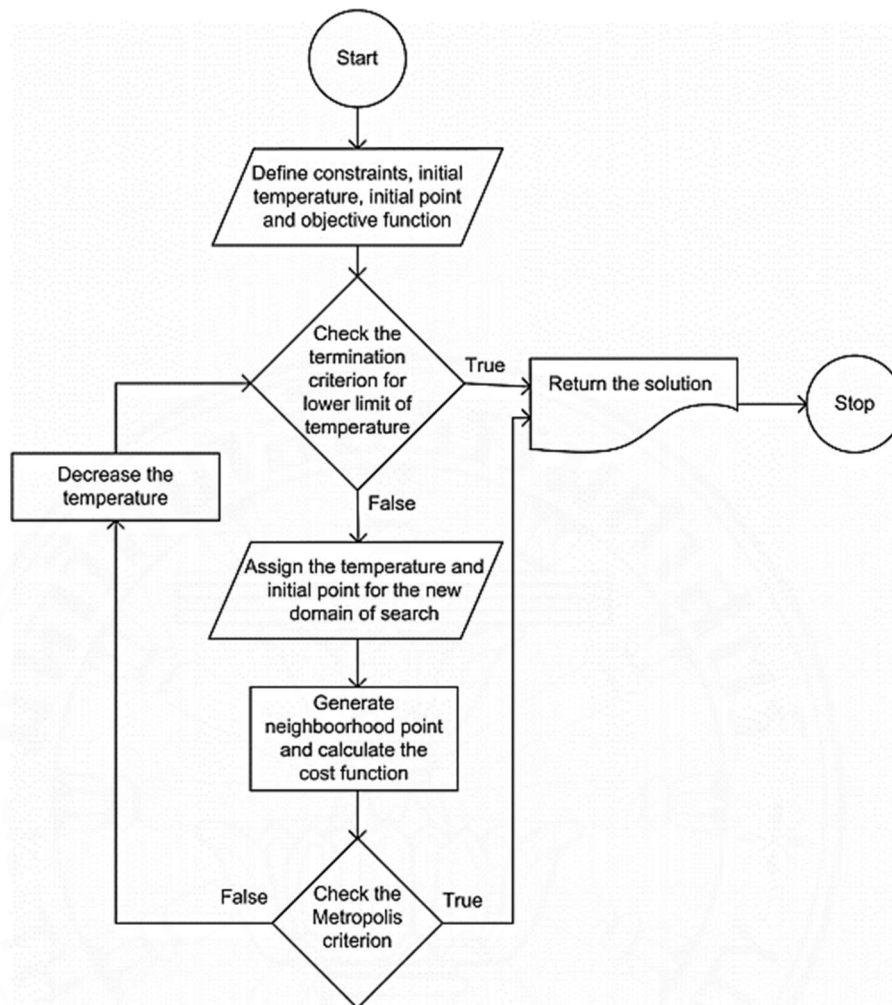 Start
Define constraints, initial
temperature, initial point
and objective function
Check the
termination
criterion for
lower limit of
temperature
True
Return the solution
Stop
Decrease the
temperature
False
Assign the temperature and
initial point for the new
domain of search
Generate
neighboorhood point
and calculate the
cost function
False
Check the
Metropolis
criterion
True